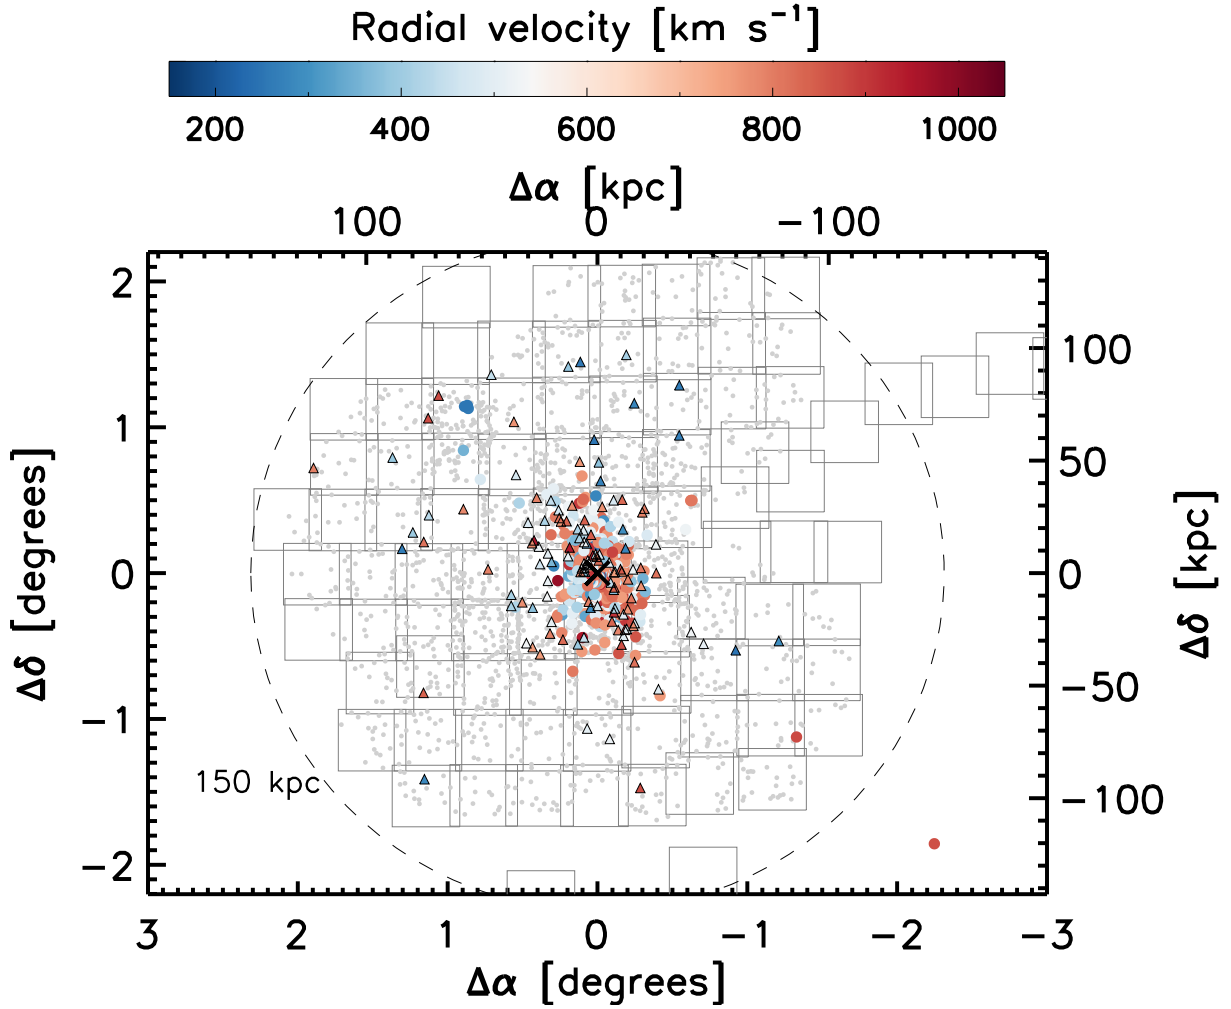 Radial velocity [km s⁻¹]
200 400 600 800 1000
Δα [kpc]
100 0 −100
2
1
0
−1
−2
Δδ [degrees]
100
50
0
−50
−100
Δδ [kpc]
150 kpc
3 2 1 0 −1 −2 −3
Δα [degrees]